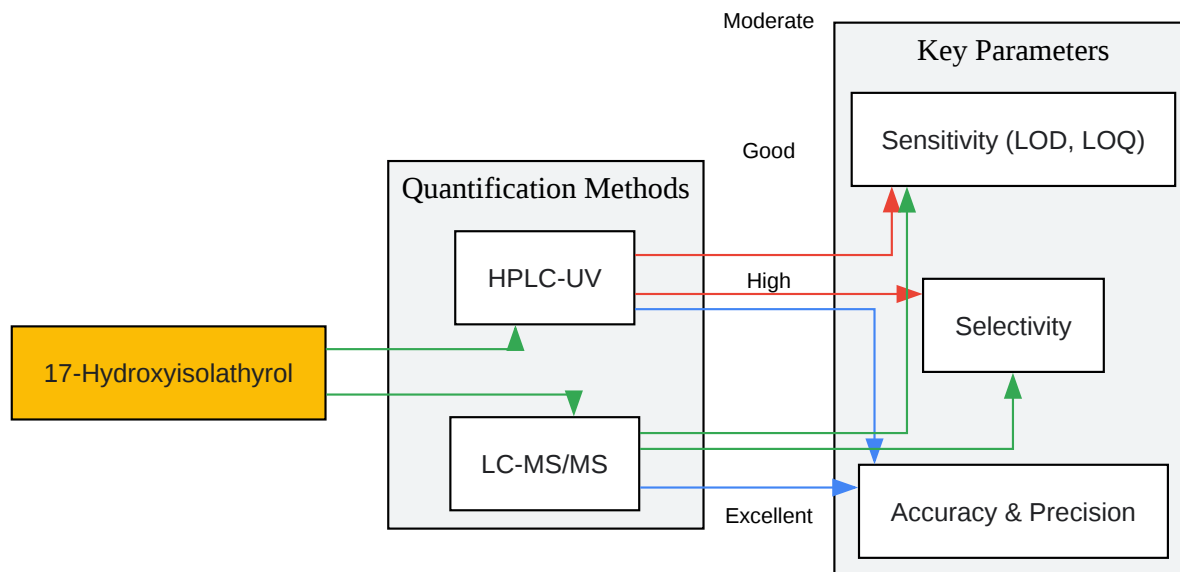 Moderate
Key Parameters
Sensitivity (LOD, LOQ)
Good
Quantification Methods
HPLC-UV
High
Selectivity
17-Hydroxyisolathyrol
LC-MS/MS
Excellent
Accuracy & Precision